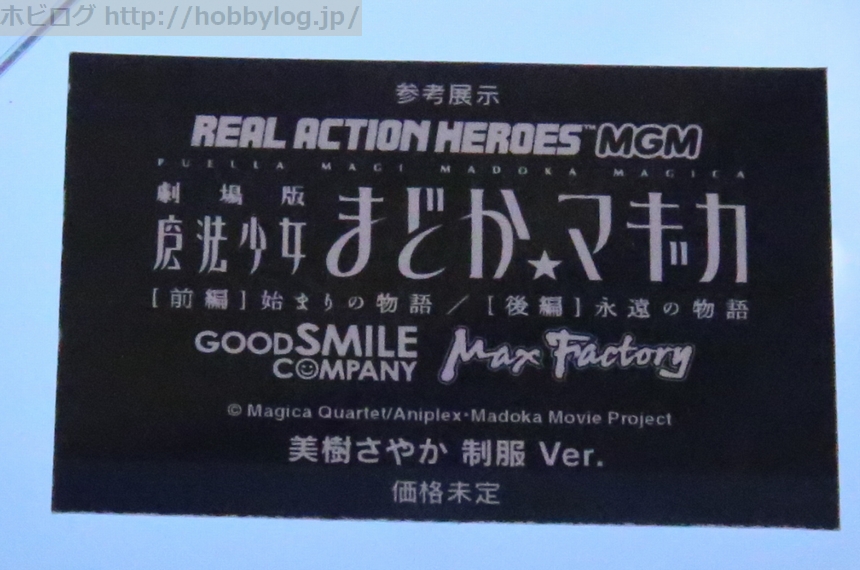 ホビログ http://hobbylog.jp/
参考展示
REAL ACTION HEROES™ MGM
PUELLA MAGI MADOKA MAGICA
劇場版
魔法少女まどか★マギカ
[前編] 始まりの物語 / [後編] 永遠の物語
GOOD SMILE COMPANY Max Factory
© Magica Quartet/Aniplex・Madoka Movie Project
美樹さやか 制服 Ver.
価格未定